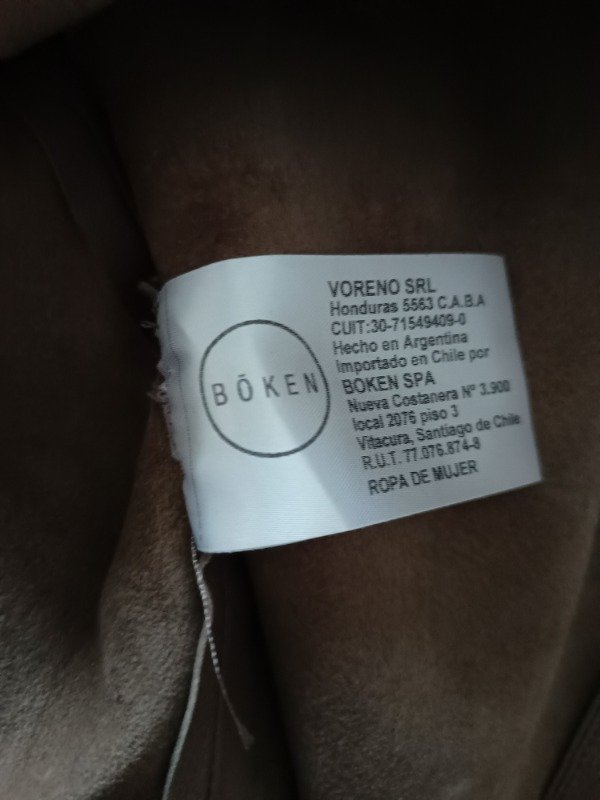 BŌKEN
VORENO SRL
Honduras 5563 C.A.B.A
CUIT:30-71549409-0
Hecho en Argentina
Importado en Chile por
BOKEN SPA
Nueva Costanera Nº 3.900
local 2076 piso 3
Vitacura, Santiago de Chile
R.U.T. 77.076.874-8
ROPA DE MUJER